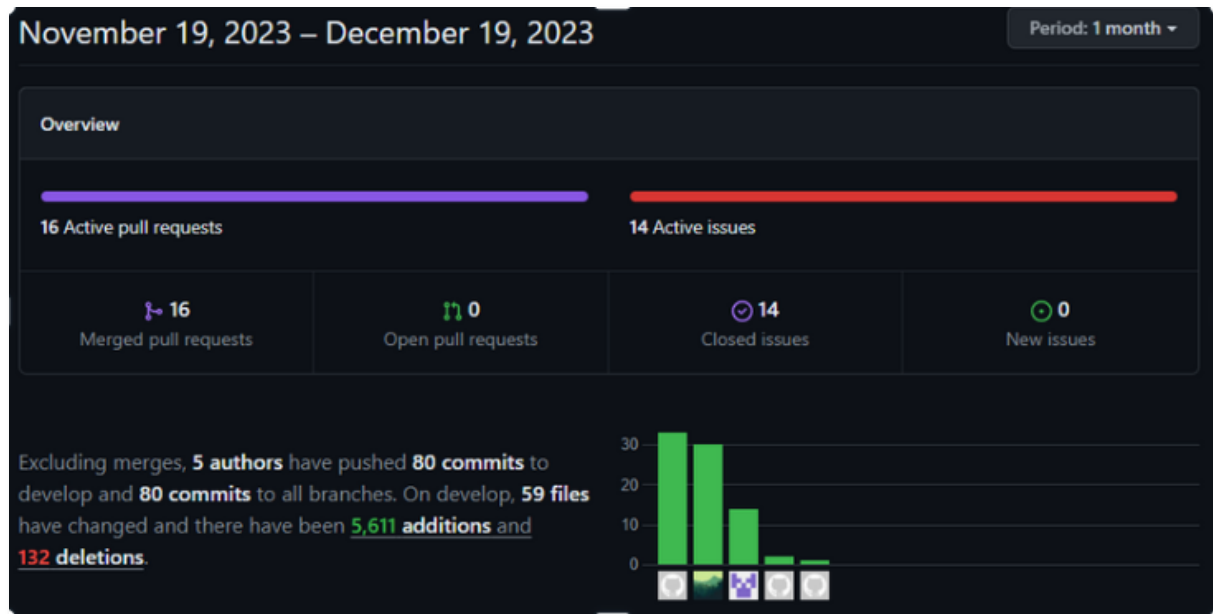 November 19, 2023 – December 19, 2023
Period: 1 month
Overview
16 Active pull requests
14 Active issues
16
Merged pull requests
0
Open pull requests
14
Closed issues
0
New issues
Excluding merges, 5 authors have pushed 80 commits to
develop and 80 commits to all branches. On develop, 59 files
have changed and there have been 5,611 additions and
132 deletions.
30
20
10
0